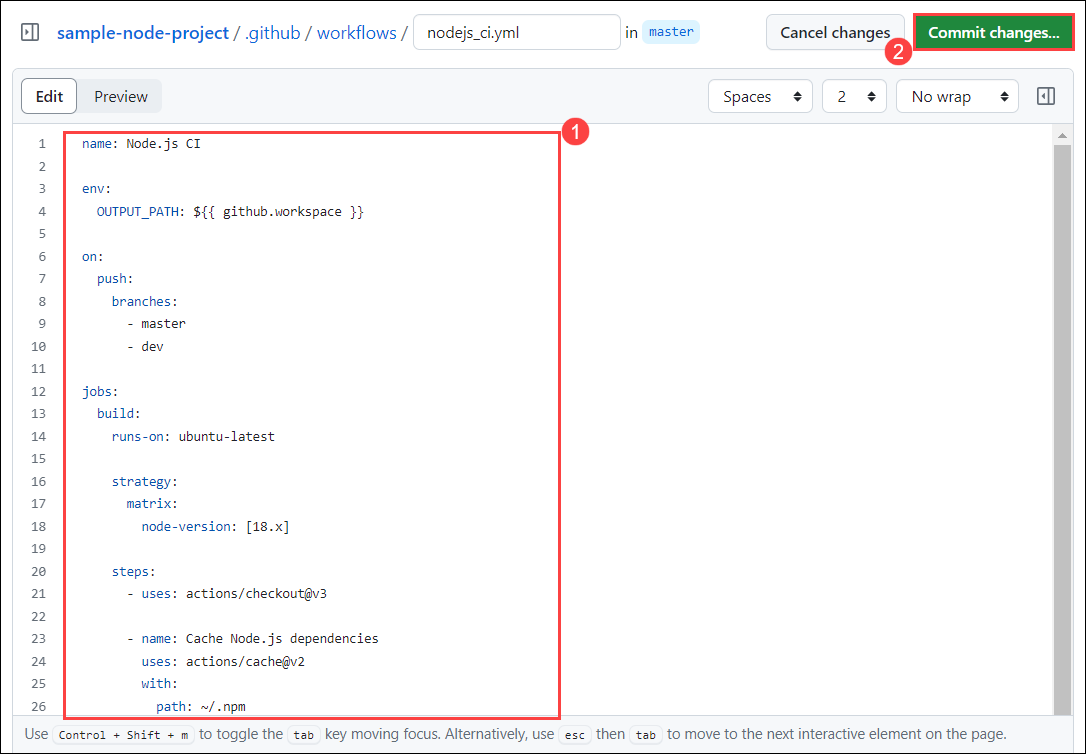 sample-node-project / .github / workflows / nodejs_ci.yml in master Cancel changes Commit changes...
2
Edit Preview Spaces 2 No wrap
1
1 name: Node.js CI
2
3 env:
4   OUTPUT_PATH: ${{ github.workspace }}
5
6 on:
7   push:
8     branches:
9       - master
10       - dev
11
12 jobs:
13   build:
14     runs-on: ubuntu-latest
15
16     strategy:
17       matrix:
18         node-version: [18.x]
19
20     steps:
21       - uses: actions/checkout@v3
22
23       - name: Cache Node.js dependencies
24         uses: actions/cache@v2
25         with:
26           path: ~/.npm
Use Control + Shift + m to toggle the tab key moving focus. Alternatively, use esc then tab to move to the next interactive element on the page.